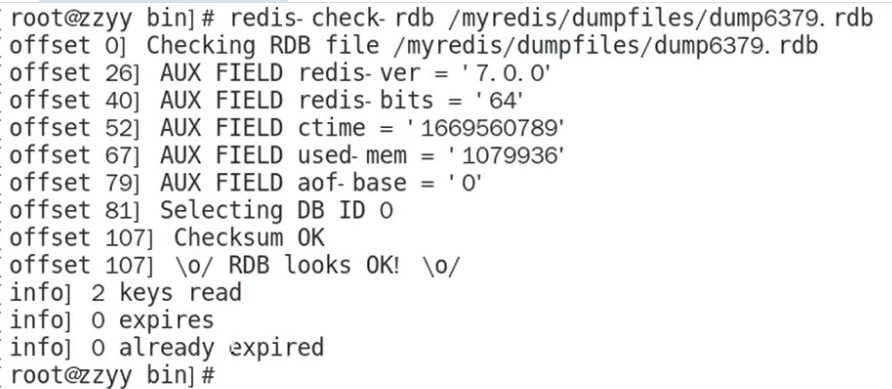 root@zzyy bin]# redis-check-rdb /myredis/dumpfiles/dump6379.rdb
offset 0] Checking RDB file /myredis/dumpfiles/dump6379.rdb
offset 26] AUX FIELD redis-ver = '7.0.0'
offset 40] AUX FIELD redis-bits = '64'
offset 52] AUX FIELD ctime = '1669560789'
offset 67] AUX FIELD used-mem = '1079936'
offset 79] AUX FIELD aof-base = '0'
offset 81] Selecting DB ID 0
offset 107] Checksum OK
offset 107] \o/ RDB looks OK! \o/
info] 2 keys read
info] 0 expires
info] 0 already expired
root@zzyy bin]#